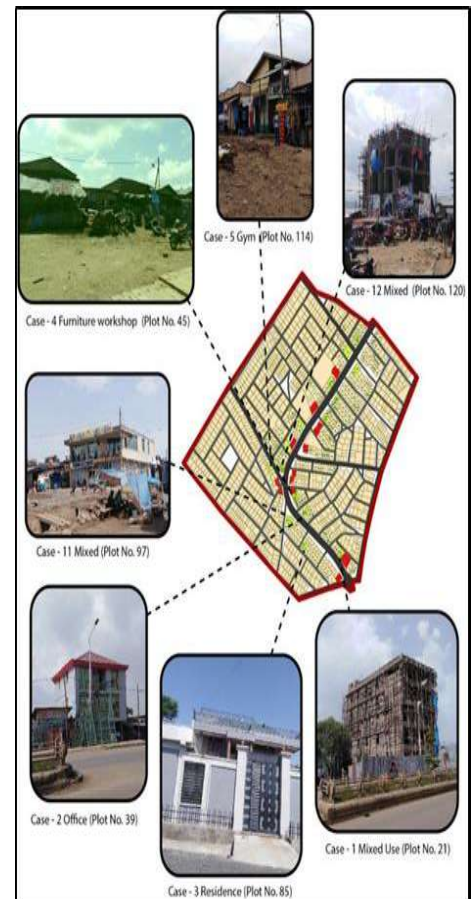 Case - 5 Gym (Plot No. 114)
Case - 12 Mixed (Plot No. 120)
Case - 4 Furniture workshop (Plot No. 45)
Case - 11 Mixed (Plot No. 97)
Case - 2 Office (Plot No. 39)
Case - 1 Mixed Use (Plot No. 21)
Case - 3 Residence (Plot No. 85)